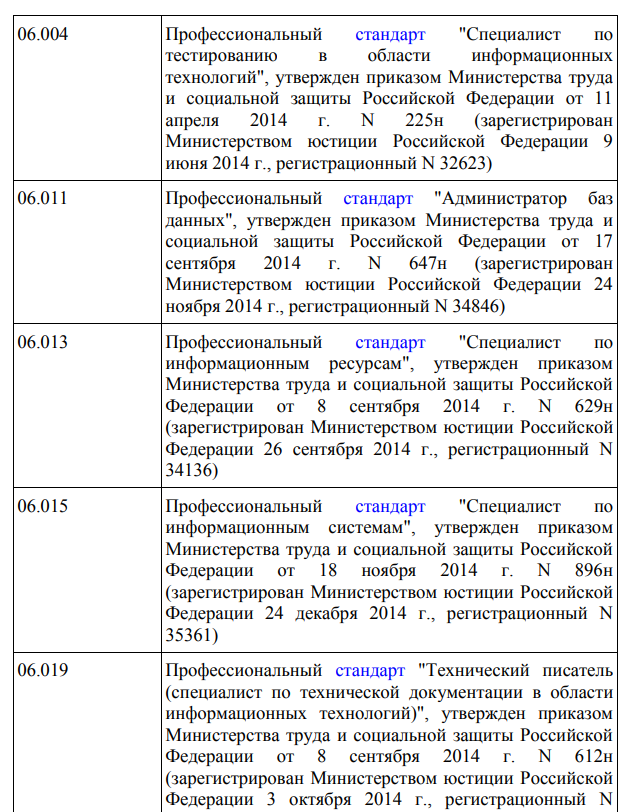 06.004
Профессиональный стандарт "Специалист по
тестированию в области информационных
технологий", утвержден приказом Министерства труда
и социальной защиты Российской Федерации от 11
апреля 2014 г. N 225н (зарегистрирован
Министерством юстиции Российской Федерации 9
июня 2014 г., регистрационный N 32623)
06.011
Профессиональный стандарт "Администратор баз
данных", утвержден приказом Министерства труда и
социальной защиты Российской Федерации от 17
сентября 2014 г. N 647н (зарегистрирован
Министерством юстиции Российской Федерации 24
ноября 2014 г., регистрационный N 34846)
06.013
Профессиональный стандарт "Специалист по
информационным ресурсам", утвержден приказом
Министерства труда и социальной защиты Российской
Федерации от 8 сентября 2014 г. N 629н
(зарегистрирован Министерством юстиции Российской
Федерации 26 сентября 2014 г., регистрационный N
34136)
06.015
Профессиональный стандарт "Специалист по
информационным системам", утвержден приказом
Министерства труда и социальной защиты Российской
Федерации от 18 ноября 2014 г. N 896н
(зарегистрирован Министерством юстиции Российской
Федерации 24 декабря 2014 г., регистрационный N
35361)
06.019
Профессиональный стандарт "Технический писатель
(специалист по технической документации в области
информационных технологий)", утвержден приказом
Министерства труда и социальной защиты Российской
Федерации от 8 сентября 2014 г. N 612н
(зарегистрирован Министерством юстиции Российской
Федерации 3 октября 2014 г., регистрационный N